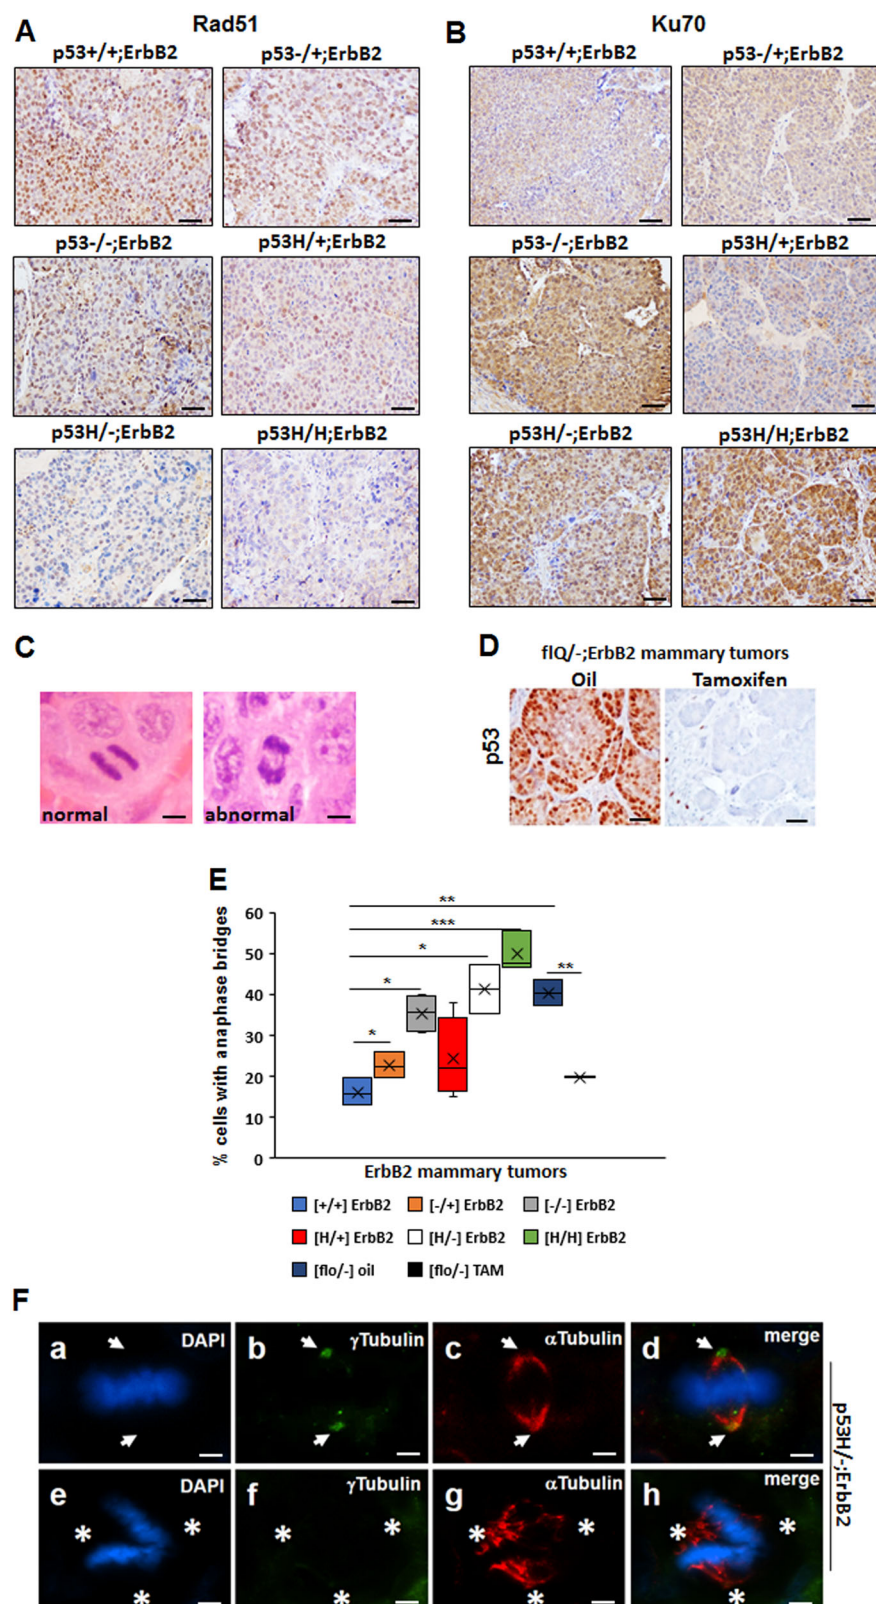 A
Rad51
p53+/+;ErbB2
p53-/+;ErbB2
p53-/-;ErbB2
p53H/+;ErbB2
p53H/-;ErbB2
p53H/H;ErbB2
B
Ku70
p53+/+;ErbB2
p53-/+;ErbB2
p53-/-;ErbB2
p53H/+;ErbB2
p53H/-;ErbB2
p53H/H;ErbB2
C
normal
abnormal
D
flQ/-;ErbB2 mammary tumors
Oil
Tamoxifen
p53
E
% cells with anaphase bridges
60
50
40
30
20
10
0
**
***
*
*
*
**
ErbB2 mammary tumors
[+/+] ErbB2
[-/+] ErbB2
[-/-] ErbB2
[H/+] ErbB2
[H/-] ErbB2
[H/H] ErbB2
[flo/-] oil
[flo/-] TAM
F
a
DAPI
b
γTubulin
c
αTubulin
d
merge
e
DAPI
* * *
f
γTubulin
* * *
g
αTubulin
* * *
h
merge
* * *
p53H/-;ErbB2